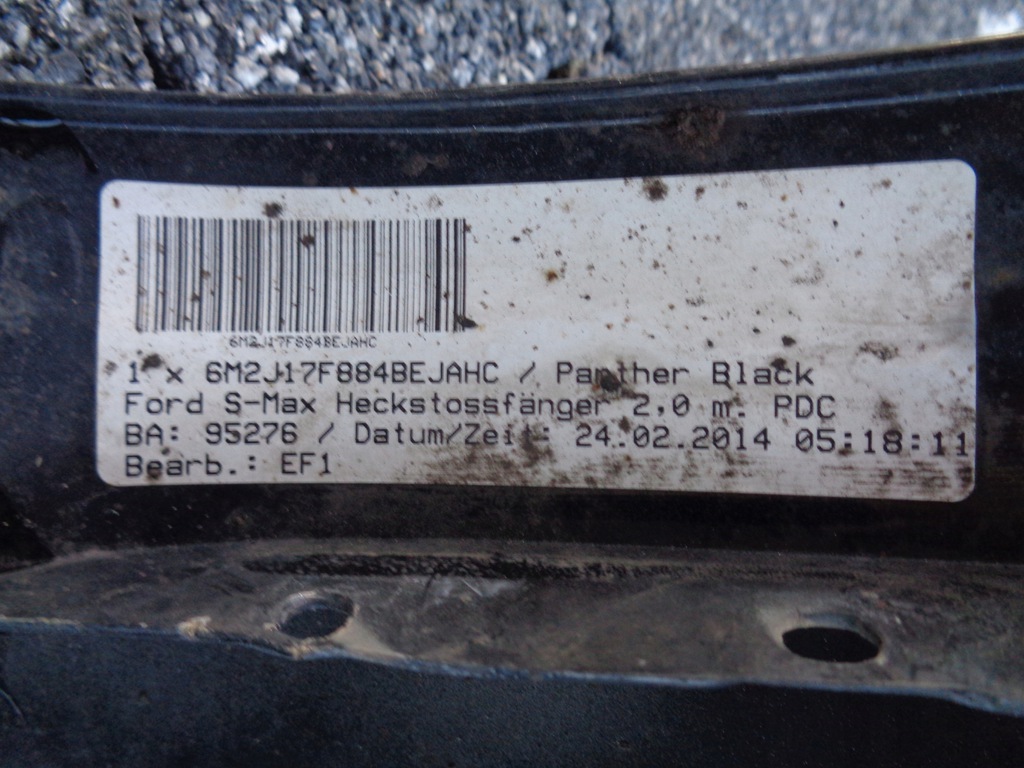 6M2J17F884BEJAHC
1 x 6M2J17F884BEJAHC / Panther Black
Ford S-Max Heckstossfänger 2,0 m. PDC
BA: 95276 / Datum/Zeit: 24.02.2014 05:18:11
Bearb.: EF1